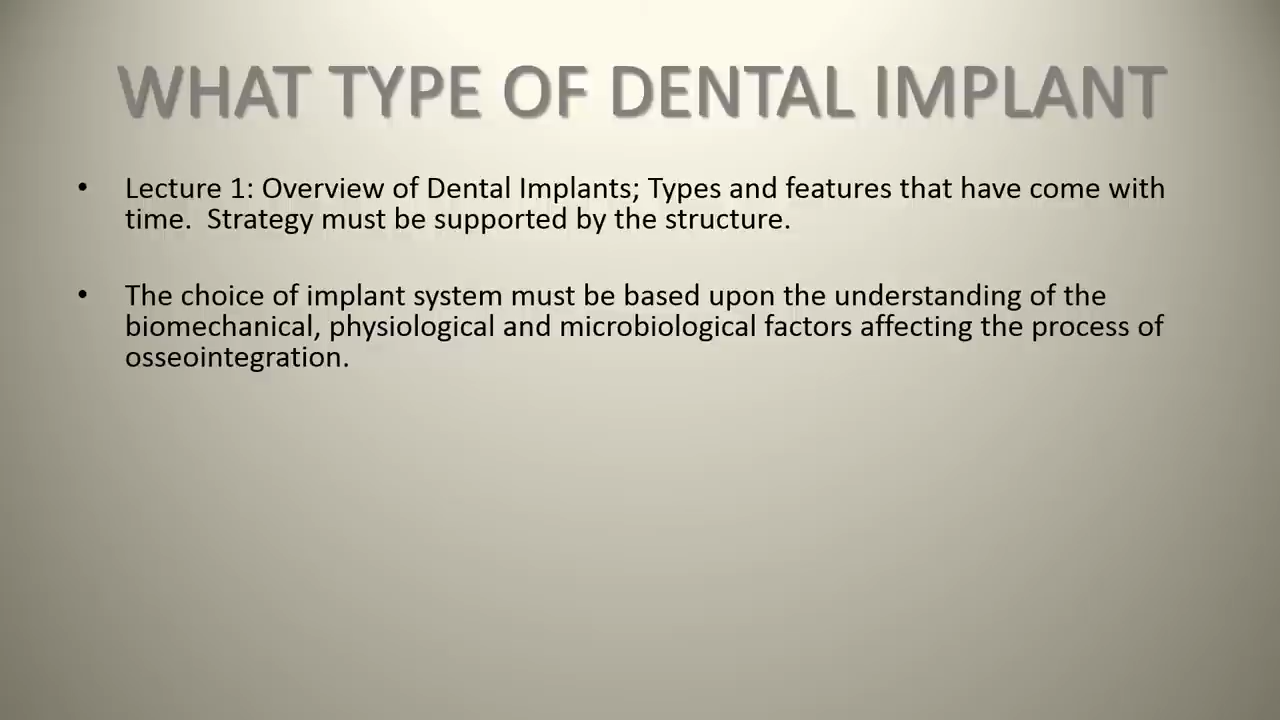 WHAT TYPE OF DENTAL IMPLANT
• Lecture 1: Overview of Dental Implants; Types and features that have come with
time.  Strategy must be supported by the structure.
• The choice of implant system must be based upon the understanding of the
biomechanical, physiological and microbiological factors affecting the process of
osseointegration.